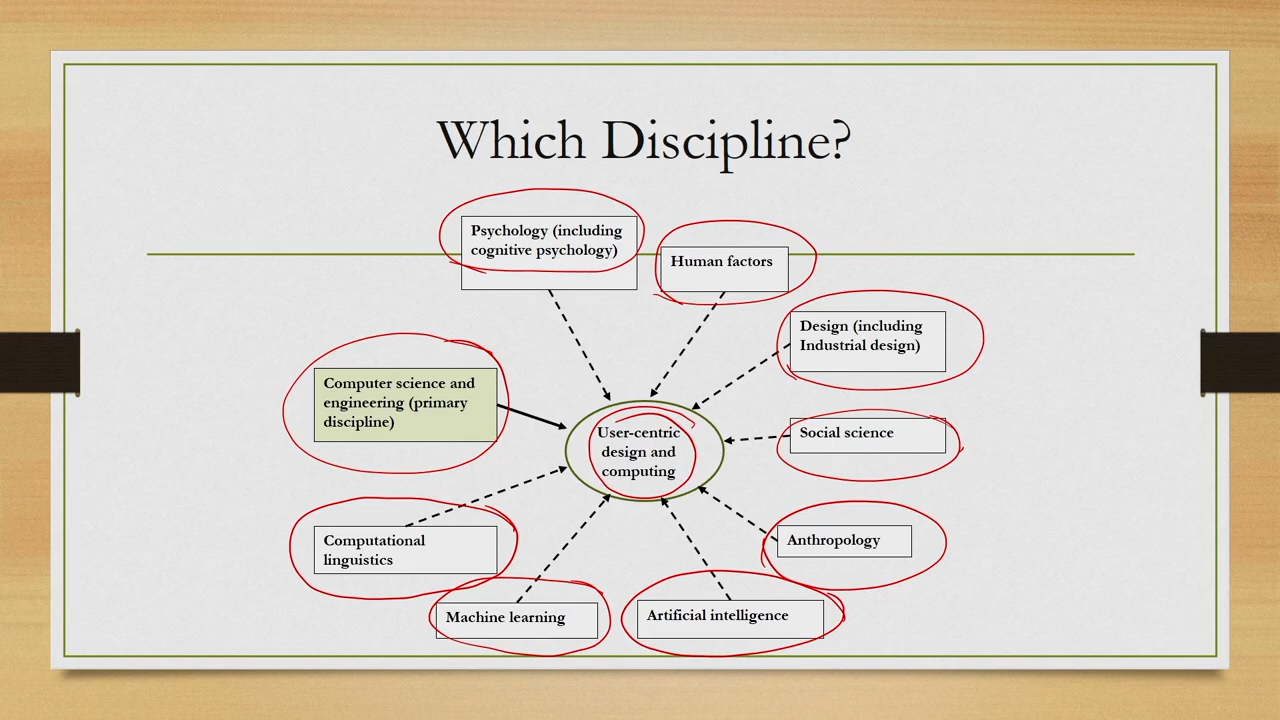 Which Discipline?
Psychology (including
cognitive psychology)
Human factors
Design (including
Industrial design)
Computer science and
engineering (primary
discipline)
User-centric
design and
computing
Social science
Computational
linguistics
Anthropology
Machine learning
Artificial intelligence